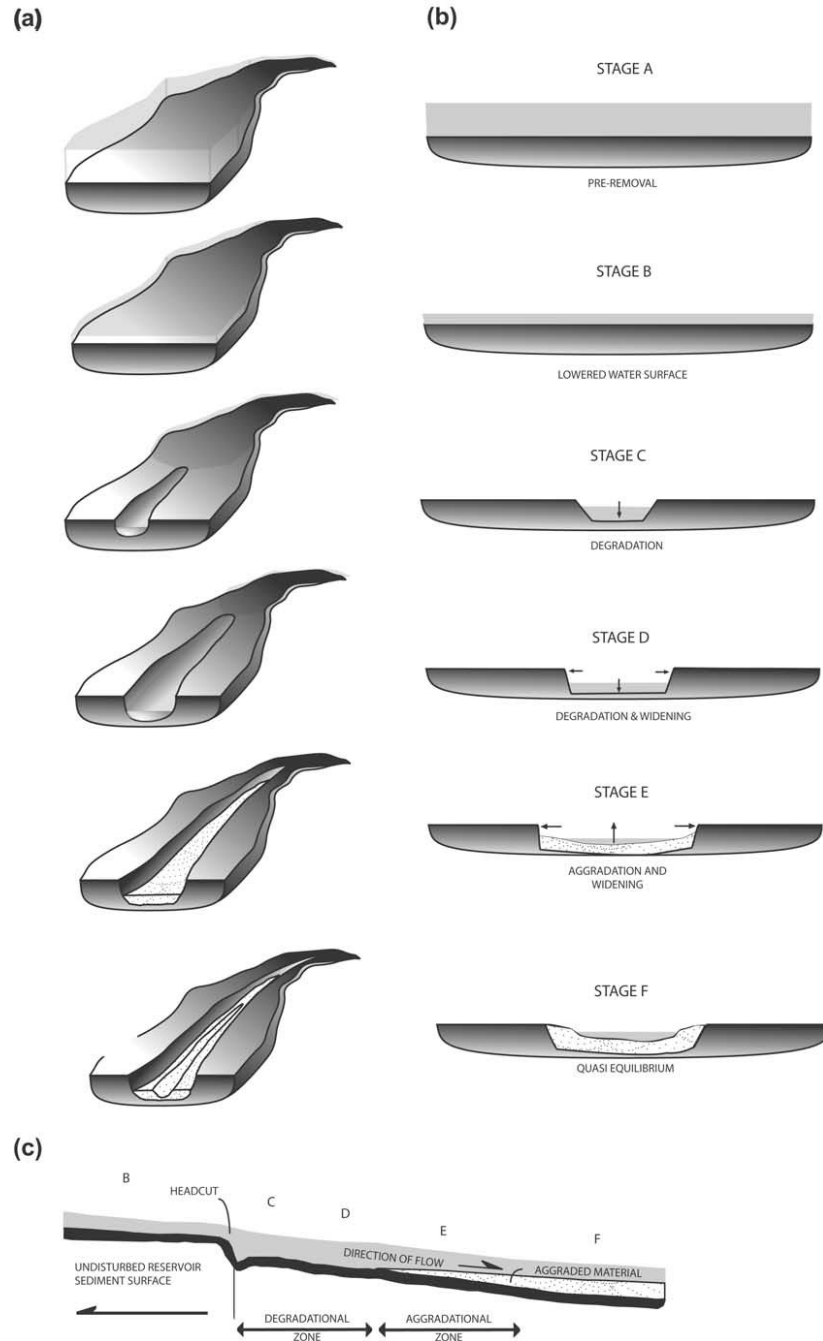 (a)
(b)
STAGE A
PRE-REMOVAL
STAGE B
LOWERED WATER SURFACE
STAGE C
DEGRADATION
STAGE D
DEGRADATION & WIDENING
STAGE E
AGGRADATION AND
WIDENING
STAGE F
QUASI EQUILIBRIUM
(c)
B
HEADCUT
C
D
E
F
DIRECTION OF FLOW
AGGRADED MATERIAL
UNDISTURBED RESERVOIR
SEDIMENT SURFACE
DEGRADATIONAL
ZONE
AGGRADATIONAL
ZONE